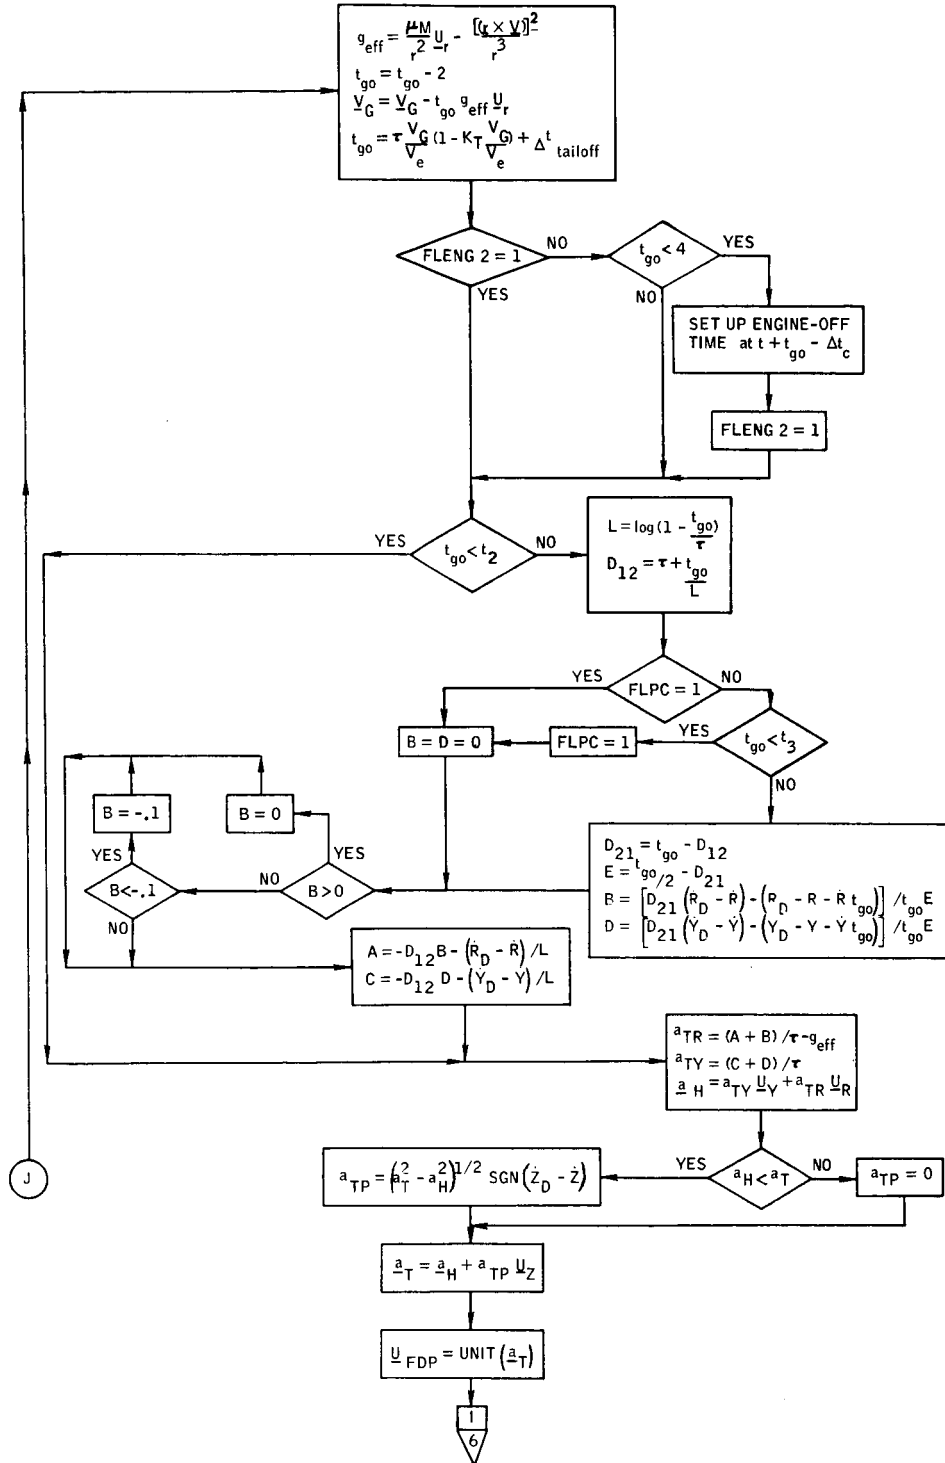 g_eff = μM/r² U_r - [(r × V)]²/r³
t_go = t_go - 2
V_G = V_G - t_go g_eff U_r
t_go = τ V_G/V_e (1 - K_T V_G/V_e) + Δt tailoff
FLENG 2 = 1
NO
YES
t_go < 4
YES
NO
SET UP ENGINE-OFF
TIME at t + t_go - Δt_c
FLENG 2 = 1
t_go < t_2
YES
NO
L = log (1 - t_go/τ)
D_12 = τ + t_go/L
FLPC = 1
YES
NO
B = D = 0
FLPC = 1
YES
t_go < t_3
NO
B = -.1
B = 0
YES
YES
B < -.1
NO
B > 0
NO
D_21 = t_go - D_12
E = t_go/2 - D_21
B = [D_21 (Ṙ_D - Ṙ) - (R_D - R - Ṙ t_go)] /t_go E
D = [D_21 (Ẏ_D - Ẏ) - (Y_D - Y - Ẏ t_go)] /t_go E
A = -D_12 B - (Ṙ_D - Ṙ) /L
C = -D_12 D - (Ẏ_D - Ẏ) /L
a_TR = (A + B) /τ - g_eff
a_TY = (C + D) /τ
a_H = a_TY U_Y + a_TR U_R
J
a_TP = (a_T² - a_H²)^1/2 SGN (Ż_D - Ż)
YES
a_H < a_T
NO
a_TP = 0
a_T = a_H + a_TP U_Z
U_FDP = UNIT (a_T)
1
6